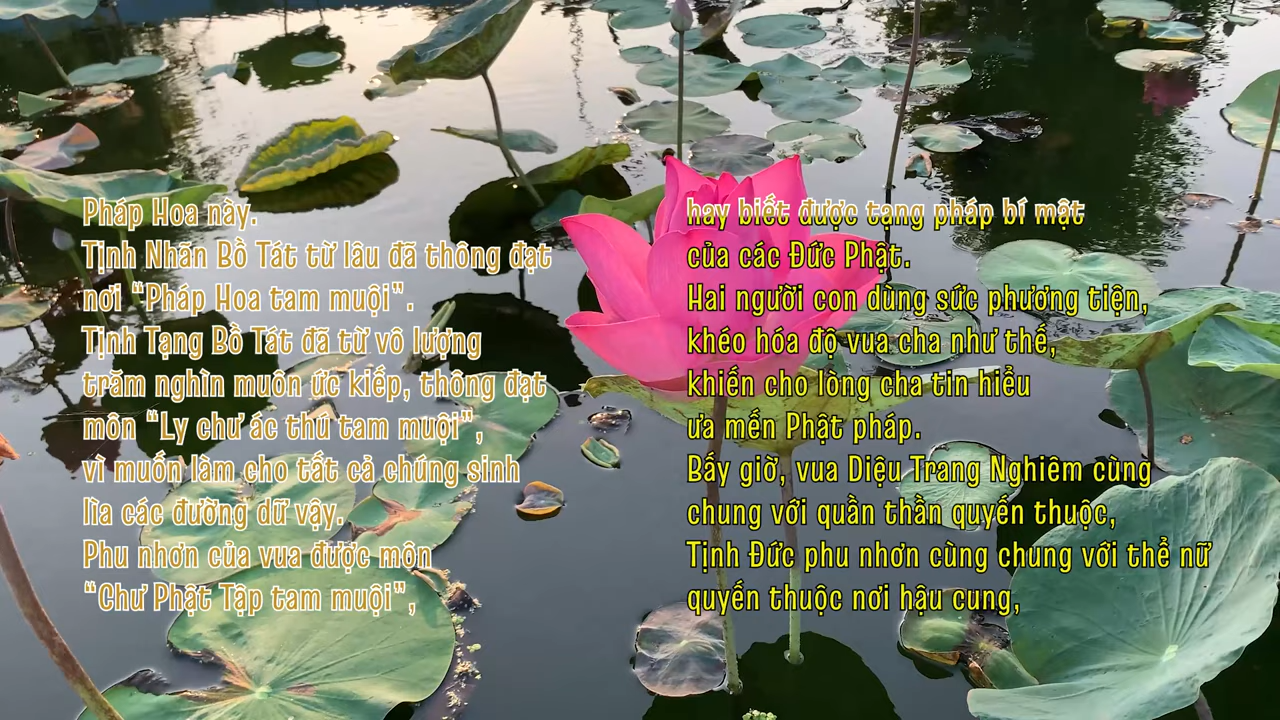 Pháp Hoa này.
Tịnh Nhãn Bồ Tát từ lâu đã thông đạt
nơi “Pháp Hoa tam muội”.
Tịnh Tạng Bồ Tát đã từ vô lượng
trăm nghìn muôn ức kiếp, thông đạt
môn “Ly chư ác thú tam muội”,
vì muốn làm cho tất cả chúng sinh
lìa các đường dữ vậy.
Phu nhơn của vua được môn
“Chư Phật Tập tam muội”,
hay biết được tạng pháp bí mật
của các Đức Phật.
Hai người con dùng sức phương tiện,
khéo hóa độ vua cha như thế,
khiến cho lòng cha tin hiểu
ưa mến Phật pháp.
Bấy giờ, vua Diệu Trang Nghiêm cùng
chung với quần thần quyến thuộc,
Tịnh Đức phu nhơn cùng chung với thể nữ
quyến thuộc nơi hậu cung,